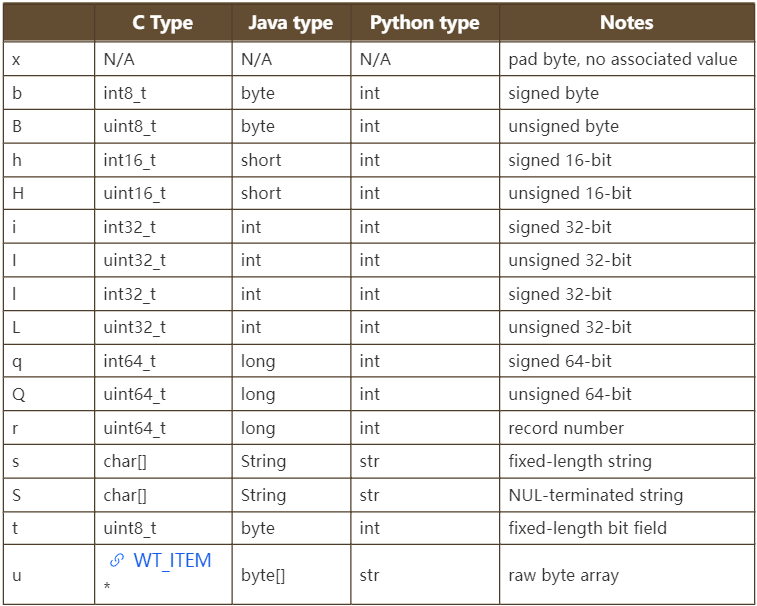 C Type Java type Python type Notes
x N/A N/A N/A pad byte, no associated value
b int8_t byte int signed byte
B uint8_t byte int unsigned byte
h int16_t short int signed 16-bit
H uint16_t short int unsigned 16-bit
i int32_t int int signed 32-bit
I uint32_t int int unsigned 32-bit
l int32_t int int signed 32-bit
L uint32_t int int unsigned 32-bit
q int64_t long int signed 64-bit
Q uint64_t long int unsigned 64-bit
r uint64_t long int record number
s char[] String str fixed-length string
S char[] String str NUL-terminated string
t uint8_t byte int fixed-length bit field
u WT_ITEM * byte[] str raw byte array